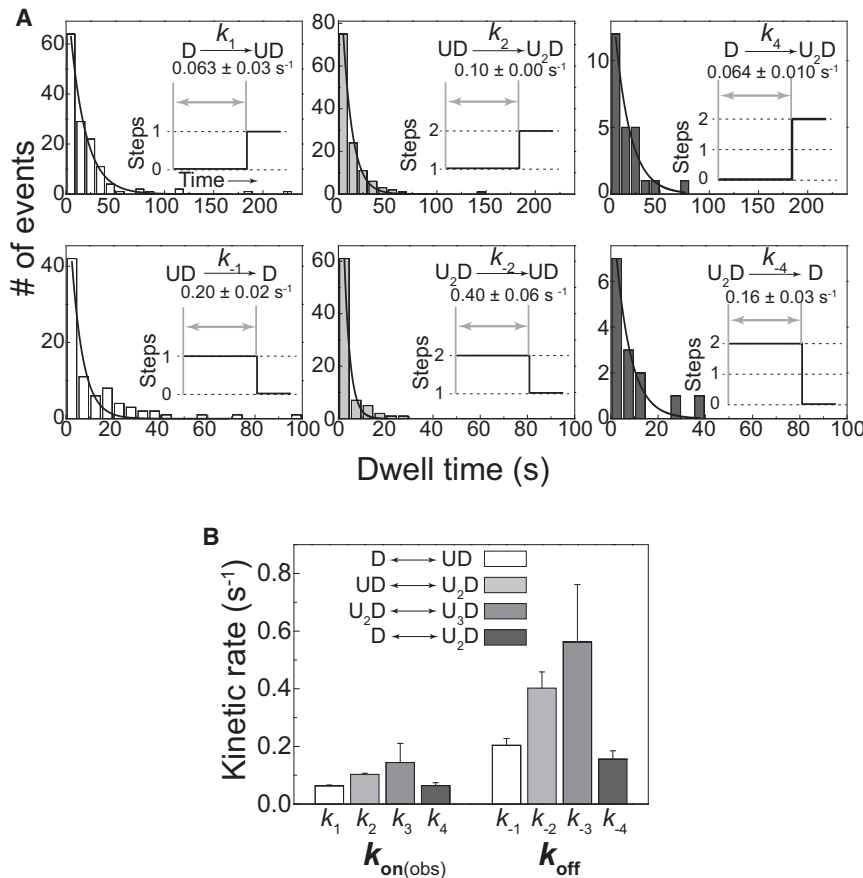 A
# of events
Dwell time (s)
k₁
D → UD
0.063 ± 0.03 s⁻¹
Steps
1
0
Time
60
40
20
0
0 50 100 150 200
k₂
UD → U₂D
0.10 ± 0.00 s⁻¹
Steps
2
1
80
60
40
20
0
0 50 100 150 200
k₄
D → U₂D
0.064 ± 0.010 s⁻¹
Steps
2
1
0
10
5
0
0 50 100 150 200
k₋₁
UD → D
0.20 ± 0.02 s⁻¹
Steps
1
0
40
20
0
0 20 40 60 80 100
k₋₂
U₂D → UD
0.40 ± 0.06 s⁻¹
Steps
2
1
60
40
20
0
0 20 40 60 80 100
k₋₄
U₂D → D
0.16 ± 0.03 s⁻¹
Steps
2
1
0
6
4
2
0
0 20 40 60 80 100
B
Kinetic rate (s⁻¹)
0.8
0.6
0.4
0.2
0.0
D ↔ UD
UD ↔ U₂D
U₂D ↔ U₃D
D ↔ U₂D
k₁ k₂ k₃ k₄ k₋₁ k₋₂ k₋₃ k₋₄
kon(obs) koff